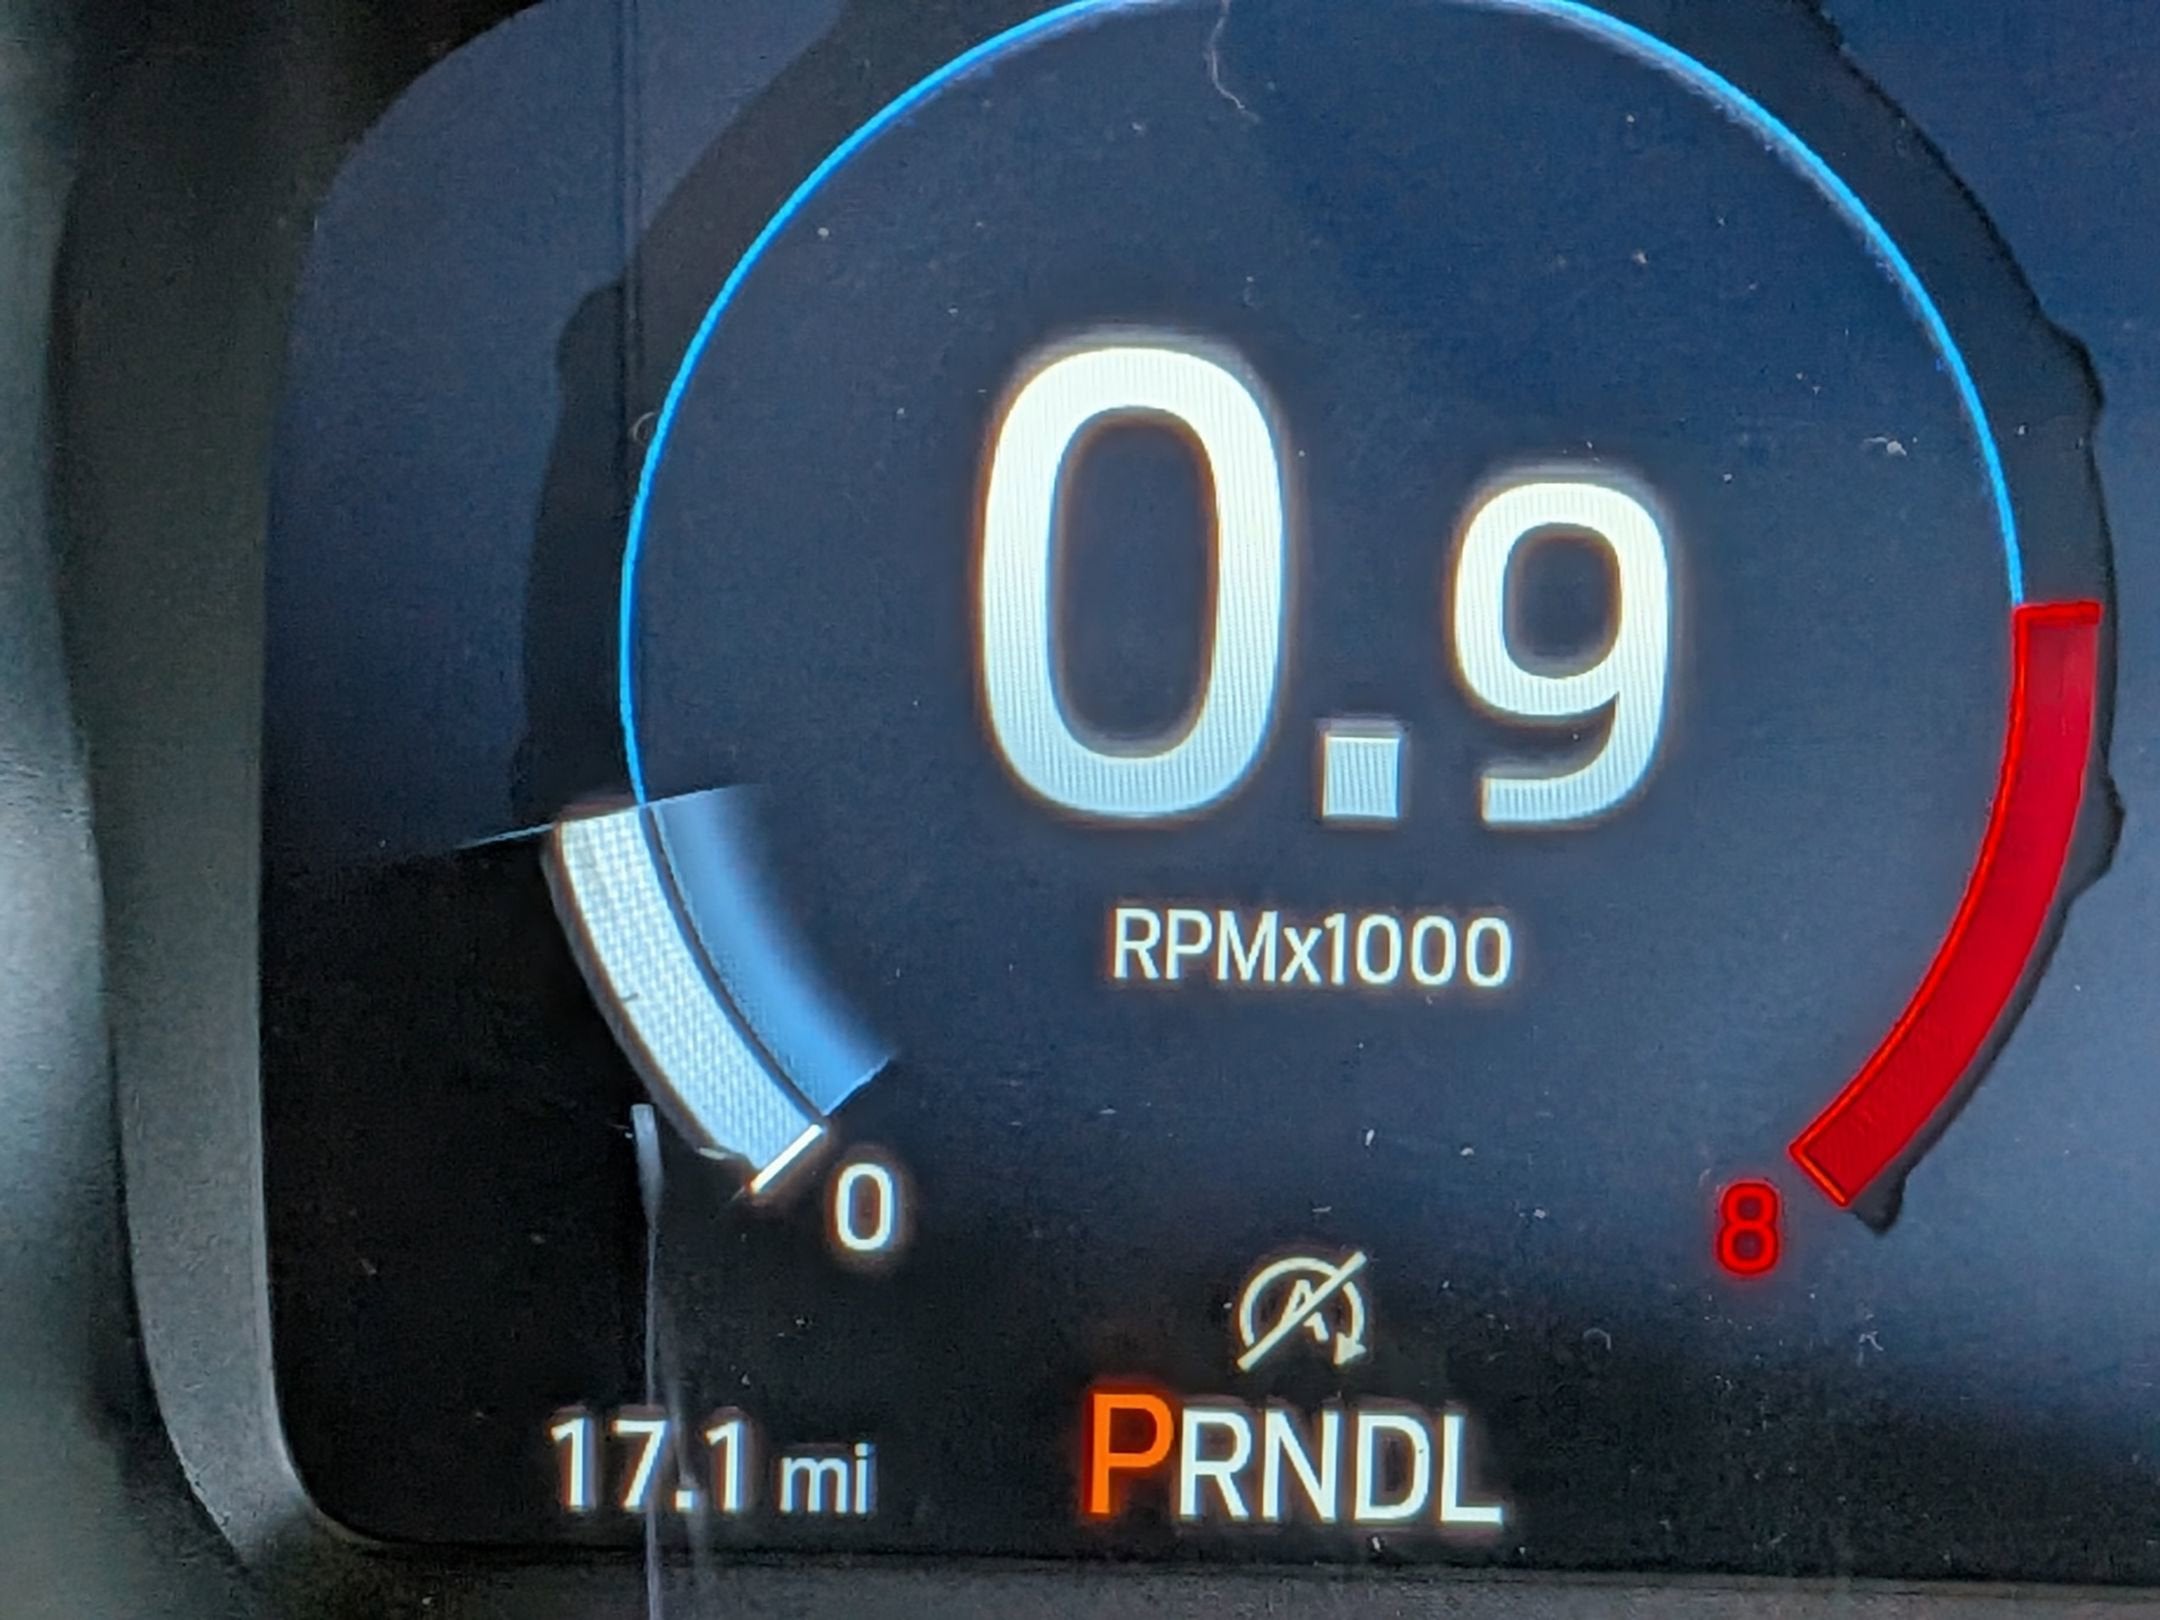 0.9
RPMx1000
0
8
A
17.1 mi
PRNDL